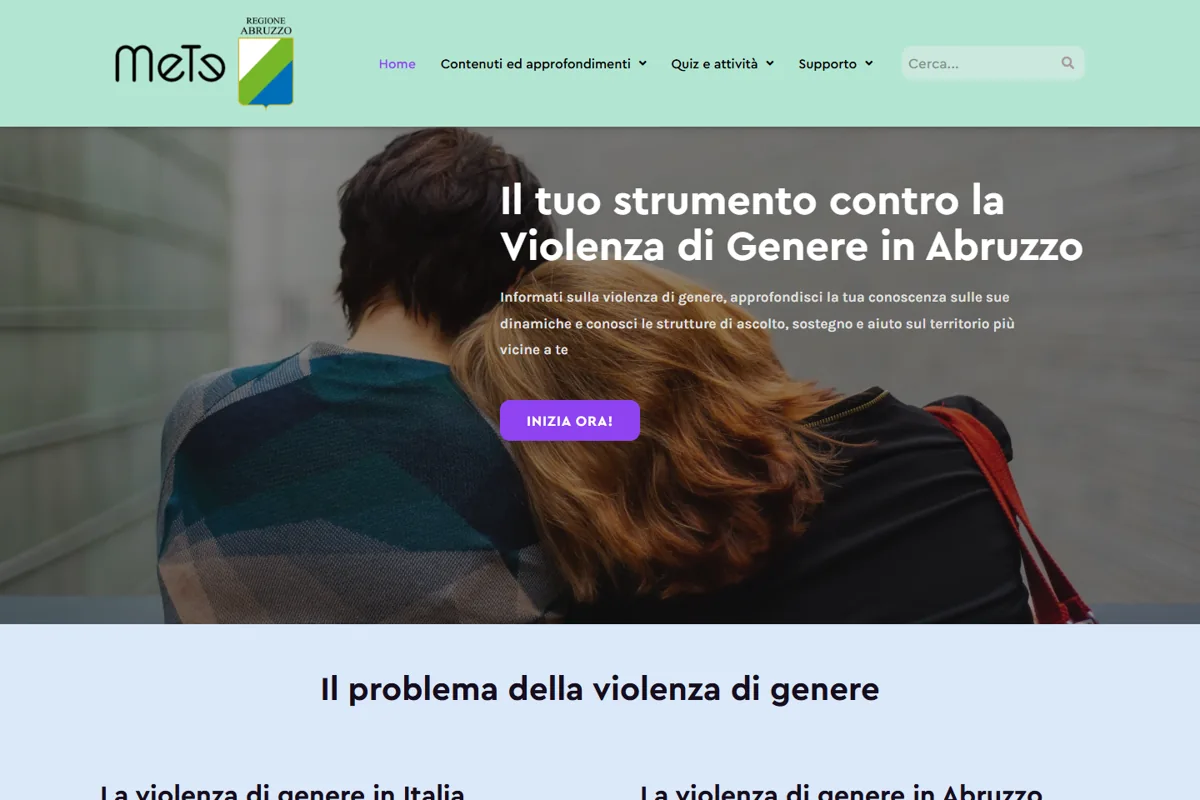 meTe
REGIONE
ABRUZZO
Home
Contenuti ed approfondimenti
Quiz e attività
Supporto
Cerca...
Il tuo strumento contro la
Violenza di Genere in Abruzzo
Informati sulla violenza di genere, approfondisci la tua conoscenza sulle sue
dinamiche e conosci le strutture di ascolto, sostegno e aiuto sul territorio più
vicine a te
INIZIA ORA!
Il problema della violenza di genere
La violenza di genere in Italia
La violenza di genere in Abruzzo